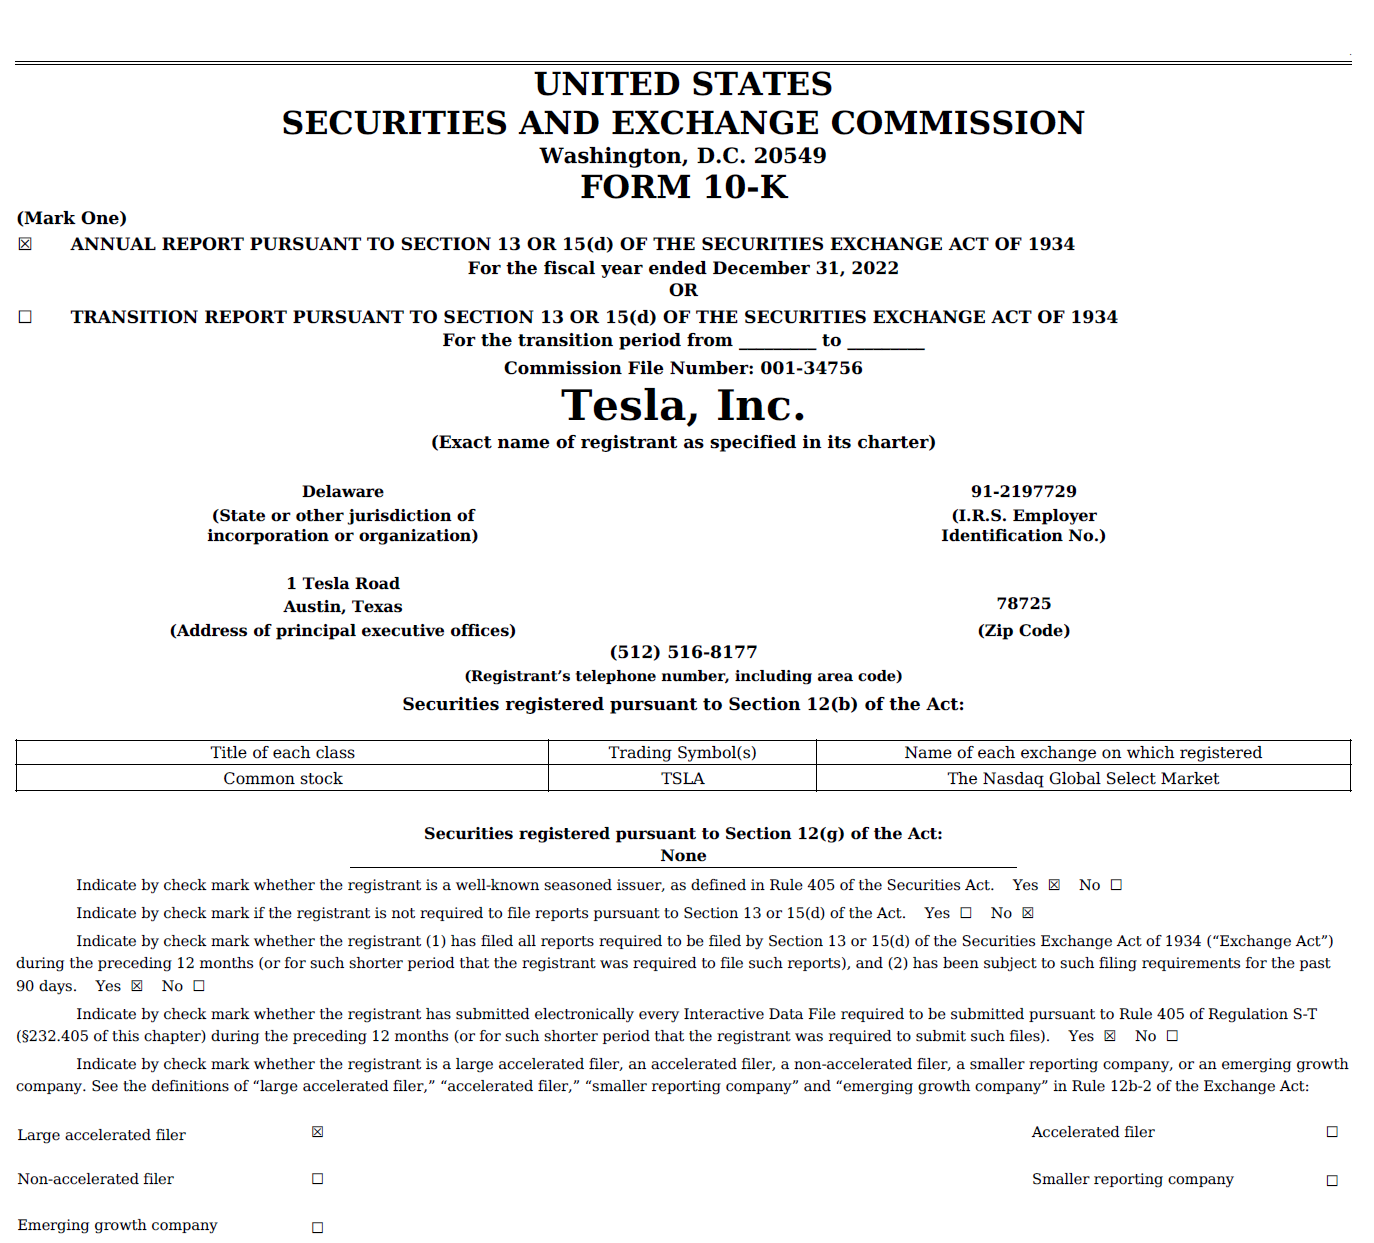 UNITED STATES
SECURITIES AND EXCHANGE COMMISSION
Washington, D.C. 20549
FORM 10-K
(Mark One)
☒ ANNUAL REPORT PURSUANT TO SECTION 13 OR 15(d) OF THE SECURITIES EXCHANGE ACT OF 1934
For the fiscal year ended December 31, 2022
OR
☐ TRANSITION REPORT PURSUANT TO SECTION 13 OR 15(d) OF THE SECURITIES EXCHANGE ACT OF 1934
For the transition period from _________ to _________
Commission File Number: 001-34756
Tesla, Inc.
(Exact name of registrant as specified in its charter)
Delaware 91-2197729
(State or other jurisdiction of (I.R.S. Employer
incorporation or organization) Identification No.)
1 Tesla Road
Austin, Texas 78725
(Address of principal executive offices) (Zip Code)
(512) 516-8177
(Registrant’s telephone number, including area code)
Securities registered pursuant to Section 12(b) of the Act:
Title of each class Trading Symbol(s) Name of each exchange on which registered
Common stock TSLA The Nasdaq Global Select Market
Securities registered pursuant to Section 12(g) of the Act:
None
Indicate by check mark whether the registrant is a well-known seasoned issuer, as defined in Rule 405 of the Securities Act. Yes ☒ No ☐
Indicate by check mark if the registrant is not required to file reports pursuant to Section 13 or 15(d) of the Act. Yes ☐ No ☒
Indicate by check mark whether the registrant (1) has filed all reports required to be filed by Section 13 or 15(d) of the Securities Exchange Act of 1934 (“Exchange Act”)
during the preceding 12 months (or for such shorter period that the registrant was required to file such reports), and (2) has been subject to such filing requirements for the past
90 days. Yes ☒ No ☐
Indicate by check mark whether the registrant has submitted electronically every Interactive Data File required to be submitted pursuant to Rule 405 of Regulation S-T
(§232.405 of this chapter) during the preceding 12 months (or for such shorter period that the registrant was required to submit such files). Yes ☒ No ☐
Indicate by check mark whether the registrant is a large accelerated filer, an accelerated filer, a non-accelerated filer, a smaller reporting company, or an emerging growth
company. See the definitions of “large accelerated filer,” “accelerated filer,” “smaller reporting company” and “emerging growth company” in Rule 12b-2 of the Exchange Act:
Large accelerated filer ☒ Accelerated filer ☐
Non-accelerated filer ☐ Smaller reporting company ☐
Emerging growth company ☐